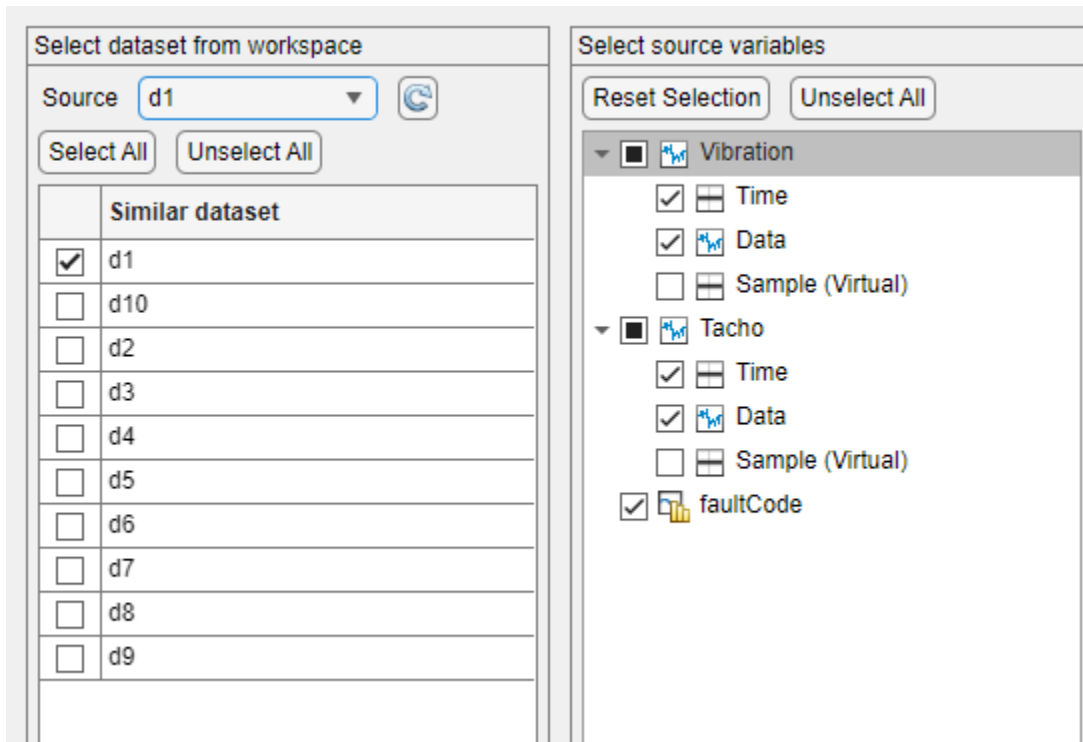 Select dataset from workspace
Source d1
Select All Unselect All
Similar dataset
d1
d10
d2
d3
d4
d5
d6
d7
d8
d9
Select source variables
Reset Selection Unselect All
Vibration
Time
Data
Sample (Virtual)
Tacho
Time
Data
Sample (Virtual)
faultCode